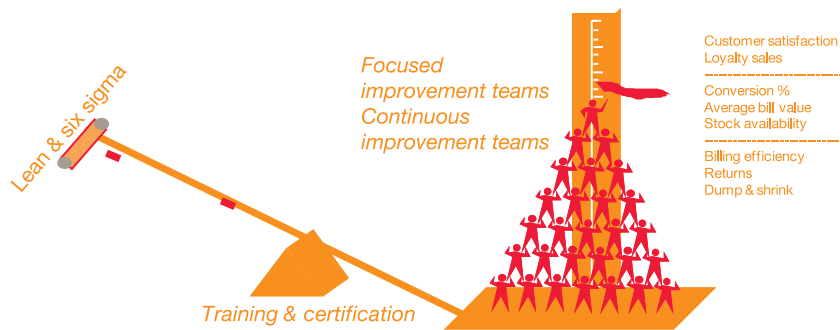 Lean & six sigma
Focused
improvement teams
Continuous
improvement teams
Training & certification
Customer satisfaction
Loyalty sales
Conversion %
Average bill value
Stock availability
Billing efficiency
Returns
Dump & shrink